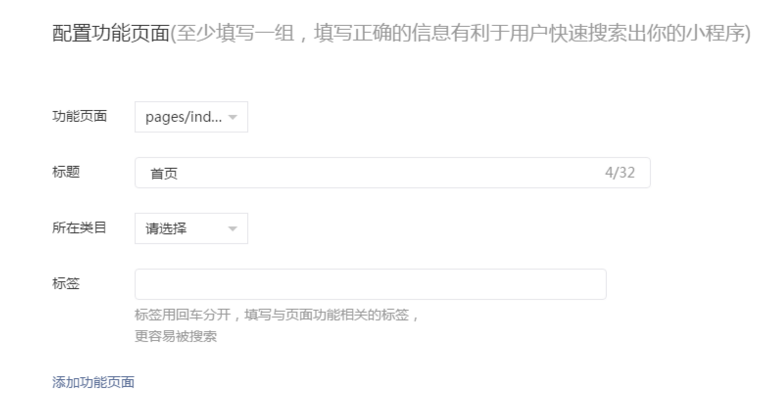 配置功能页面(至少填写一组，填写正确的信息有利于用户快速搜索出你的小程序)
功能页面 pages/ind...
标题 首页 4/32
所在类目 请选择
标签
标签用回车分开，填写与页面功能相关的标签，
更容易被搜索
添加功能页面